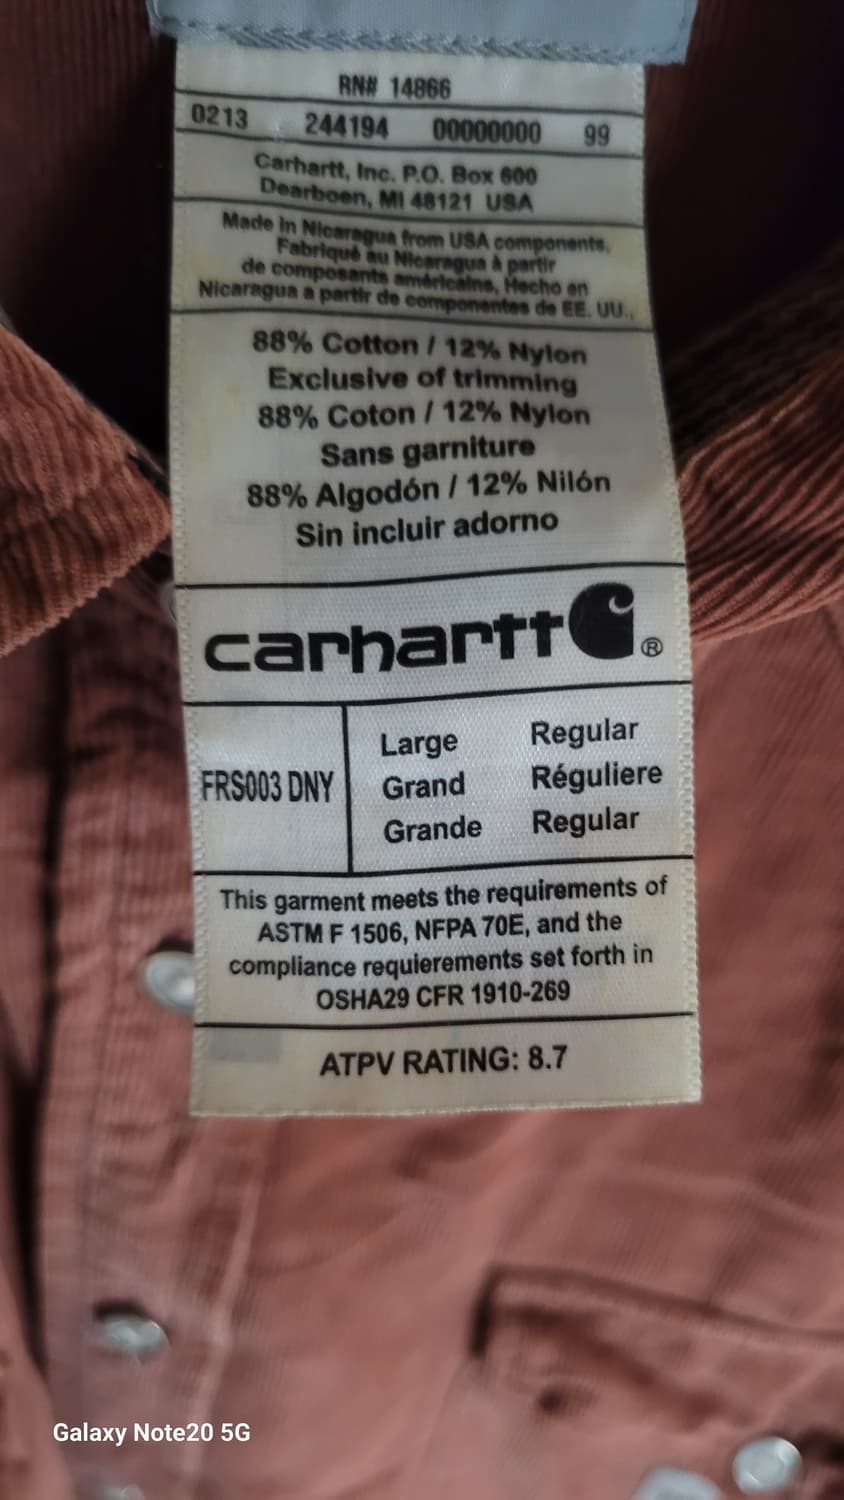 RN# 14866
0213 244194 00000000 99
Carhartt, Inc. P.O. Box 600
Dearboen, MI 48121 USA
Made in Nicaragua from USA components,
Fabriqué au Nicaragua à partir
de composants américains, Hecho en
Nicaragua a partir de componentes de EE. UU.,
88% Cotton / 12% Nylon
Exclusive of trimming
88% Coton / 12% Nylon
Sans garniture
88% Algodón / 12% Nilón
Sin incluir adorno
carhartt ®
FRS003 DNY
Large Regular
Grand Réguliere
Grande Regular
This garment meets the requirements of
ASTM F 1506, NFPA 70E, and the
compliance requierements set forth in
OSHA29 CFR 1910-269
ATPV RATING: 8.7
Galaxy Note20 5G